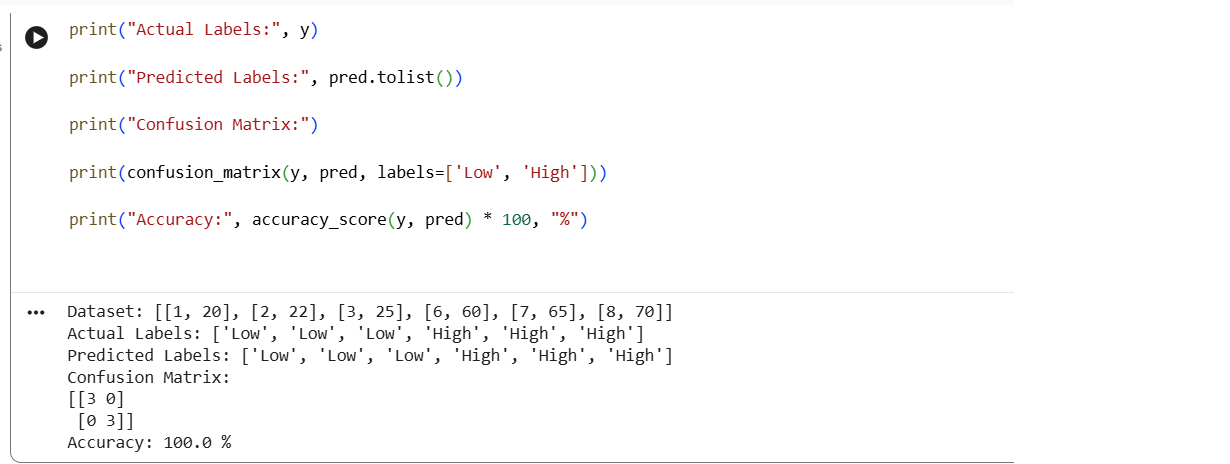 print("Actual Labels:", y)
print("Predicted Labels:", pred.tolist())
print("Confusion Matrix:")
print(confusion_matrix(y, pred, labels=['Low', 'High']))
print("Accuracy:", accuracy_score(y, pred) * 100, "%")
Dataset: [[1, 20], [2, 22], [3, 25], [6, 60], [7, 65], [8, 70]]
Actual Labels: ['Low', 'Low', 'Low', 'High', 'High', 'High']
Predicted Labels: ['Low', 'Low', 'Low', 'High', 'High', 'High']
Confusion Matrix:
[[3 0]
 [0 3]]
Accuracy: 100.0 %